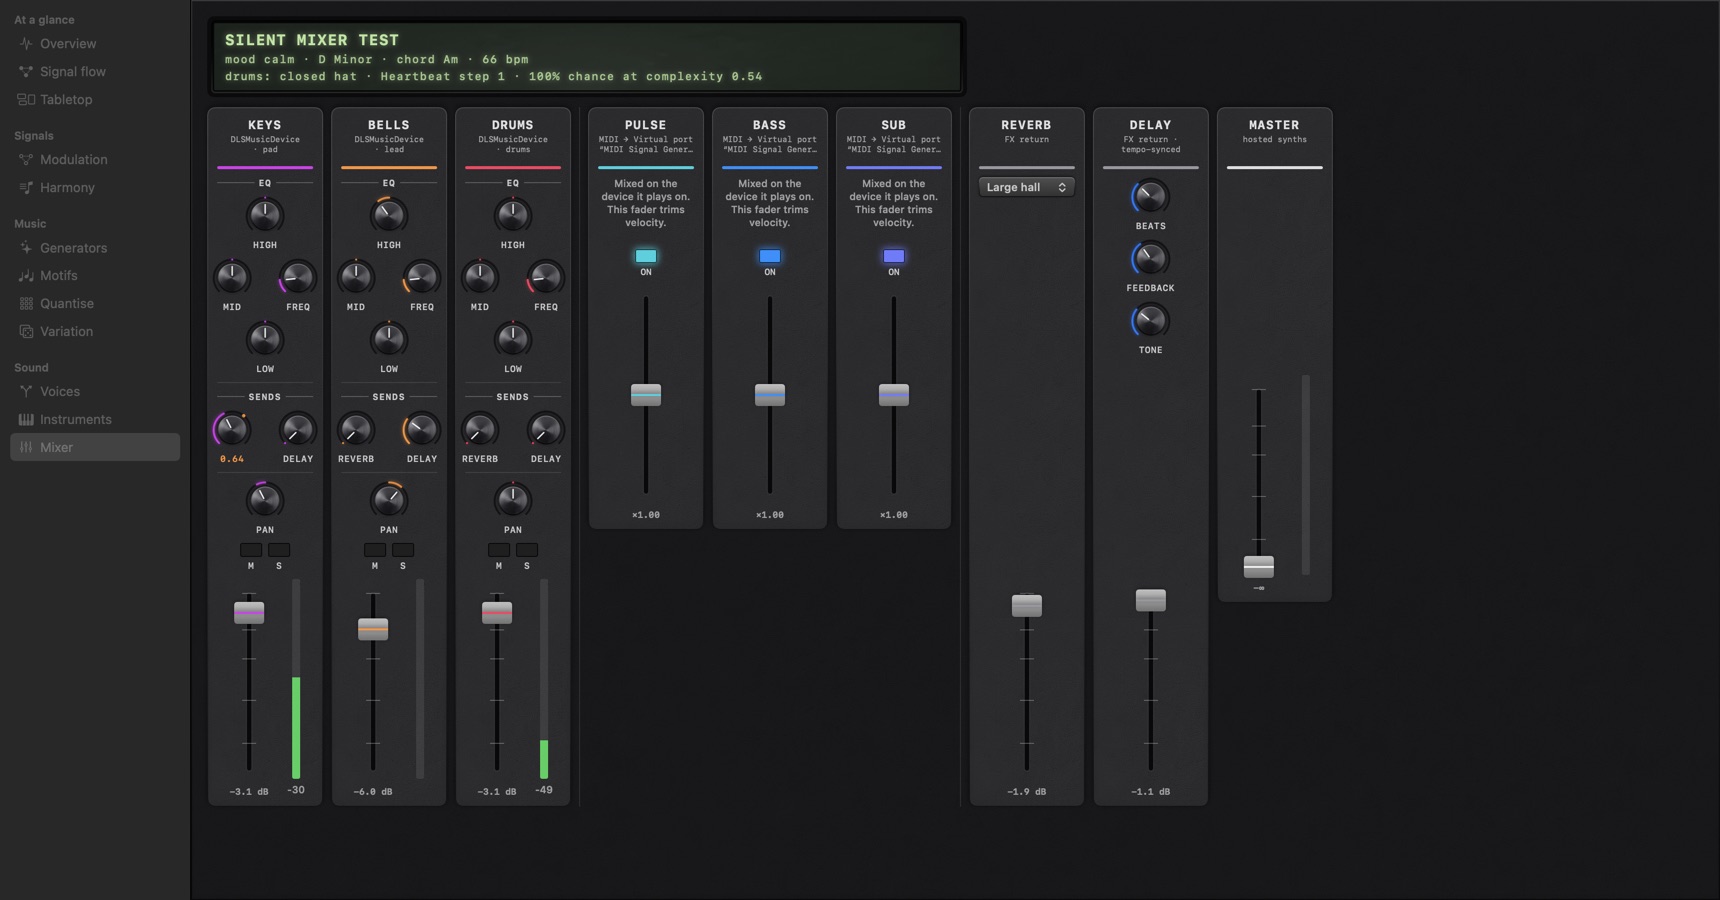 At a glance
Overview
Signal flow
Tabletop
Signals
Modulation
Harmony
Music
Generators
Motifs
Quantise
Variation
Sound
Voices
Instruments
Mixer
SILENT MIXER TEST
mood calm · D Minor · chord Am · 66 bpm
drums: closed hat · Heartbeat step 1 · 100% chance at complexity 0.54
KEYS
DLSMusicDevice
· pad
EQ
HIGH
MID FREQ
LOW
SENDS
0.64 DELAY
PAN
M S
-3.1 dB -30
BELLS
DLSMusicDevice
· lead
EQ
HIGH
MID FREQ
LOW
SENDS
REVERB DELAY
PAN
M S
-6.0 dB
DRUMS
DLSMusicDevice
· drums
EQ
HIGH
MID FREQ
LOW
SENDS
REVERB DELAY
PAN
M S
-3.1 dB -49
PULSE
MIDI → Virtual port
"MIDI Signal Gener…
Mixed on the
device it plays on.
This fader trims
velocity.
ON
×1.00
BASS
MIDI → Virtual port
"MIDI Signal Gener…
Mixed on the
device it plays on.
This fader trims
velocity.
ON
×1.00
SUB
MIDI → Virtual port
"MIDI Signal Gener…
Mixed on the
device it plays on.
This fader trims
velocity.
ON
×1.00
REVERB
FX return
Large hall
-1.9 dB
DELAY
FX return ·
tempo-synced
BEATS
FEEDBACK
TONE
-1.1 dB
MASTER
hosted synths
-∞